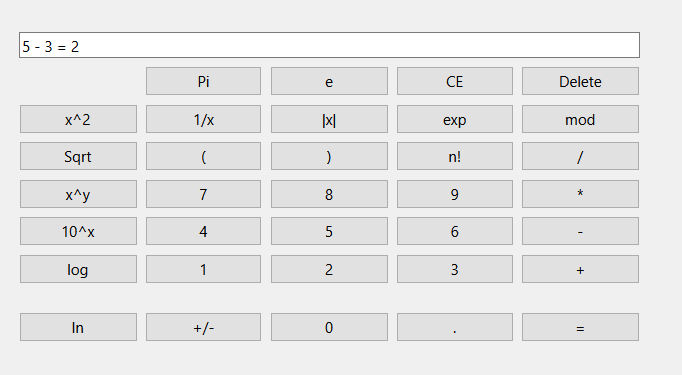 5 - 3 = 2
Pi e CE Delete
x^2 1/x |x| exp mod
Sqrt ( ) n! /
x^y 7 8 9 *
10^x 4 5 6 -
log 1 2 3 +
ln +/- 0 . =